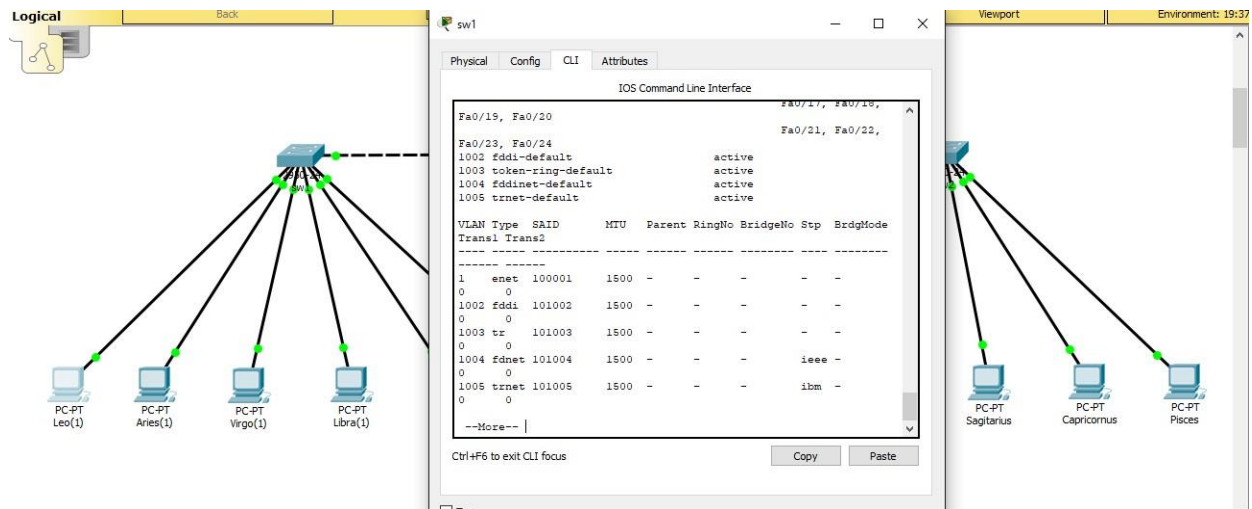 Logical
Back
Viewport
Environment: 19:37
sw1
Physical Config CLI Attributes
IOS Command Line Interface
Fa0/17, Fa0/18,
Fa0/19, Fa0/20
Fa0/21, Fa0/22,
Fa0/23, Fa0/24
1002 fddi-default active
1003 token-ring-default active
1004 fddinet-default active
1005 trnet-default active
VLAN Type SAID MTU Parent RingNo BridgeNo Stp BrdgMode
Trans1 Trans2
---- ----- ---------- ----- ------ ------ -------- ---- --------
------ ------
1 enet 100001 1500 - - - - -
0 0
1002 fddi 101002 1500 - - - - -
0 0
1003 tr 101003 1500 - - - - -
0 0
1004 fdnet 101004 1500 - - - ieee -
0 0
1005 trnet 101005 1500 - - - ibm -
0 0
--More--
Ctrl+F6 to exit CLI focus
Copy
Paste
PC-PT
Leo(1)
PC-PT
Aries(1)
PC-PT
Virgo(1)
PC-PT
Libra(1)
PC-PT
Sagitarius
PC-PT
Capricornus
PC-PT
Pisces